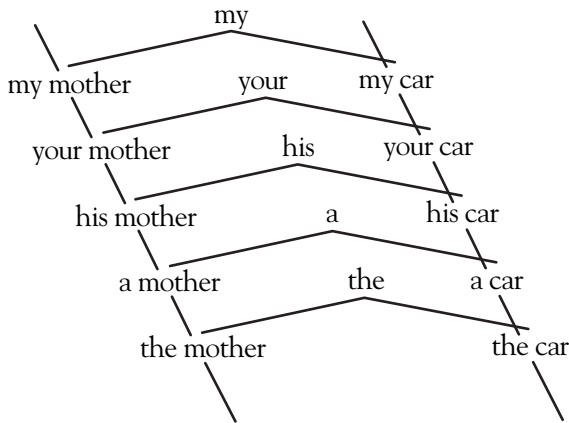 my
my mother
my car
your
your mother
your car
his
his mother
his car
a
a mother
a car
the
the mother
the car